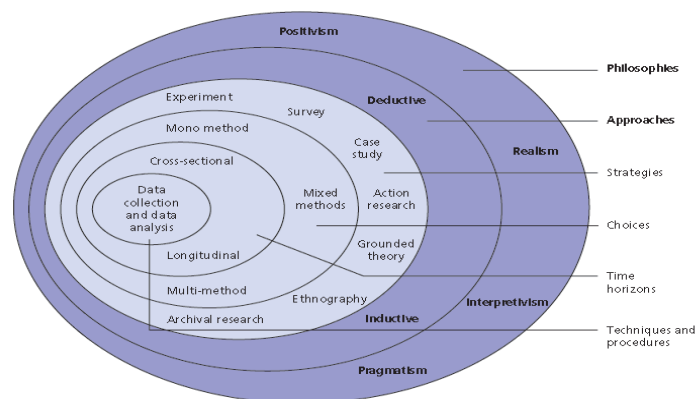 Positivism
Philosophies
Experiment
Deductive
Survey
Approaches
Mono method
Case
study
Realism
Cross-sectional
Strategies
Data
collection
and data
analysis
Mixed
methods
Action
research
Choices
Grounded
theory
Longitudinal
Time
horizons
Multi-method
Ethnography
Interpretivism
Archival research
Inductive
Techniques and
procedures
Pragmatism